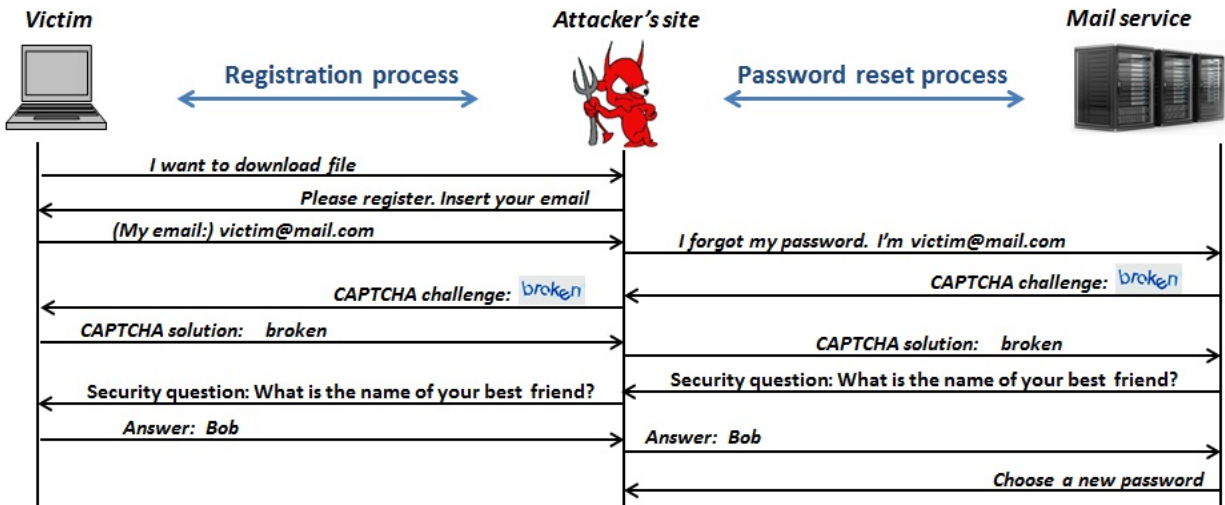 Victim
Attacker's site
Mail service
Registration process
Password reset process
I want to download file
Please register. Insert your email
(My email:) victim@mail.com
I forgot my password. I'm victim@mail.com
CAPTCHA challenge: broken
CAPTCHA challenge: broken
CAPTCHA solution: broken
CAPTCHA solution: broken
Security question: What is the name of your best friend?
Security question: What is the name of your best friend?
Answer: Bob
Answer: Bob
Choose a new password